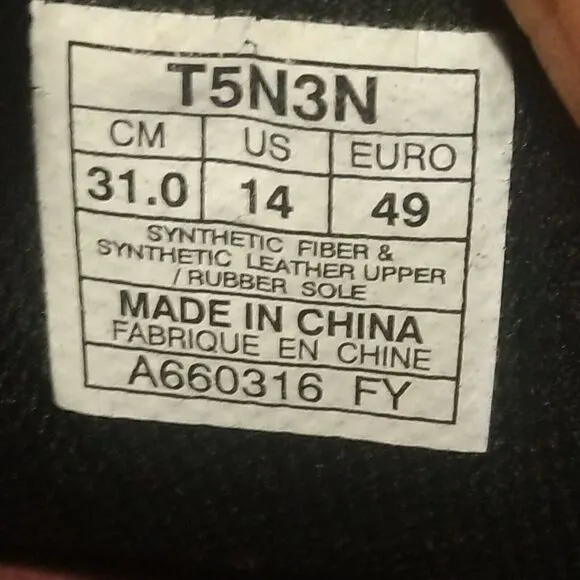 T5N3N
CM US EURO
31.0 14 49
SYNTHETIC FIBER &
SYNTHETIC LEATHER UPPER
/ RUBBER SOLE
MADE IN CHINA
FABRIQUE EN CHINE
A660316 FY